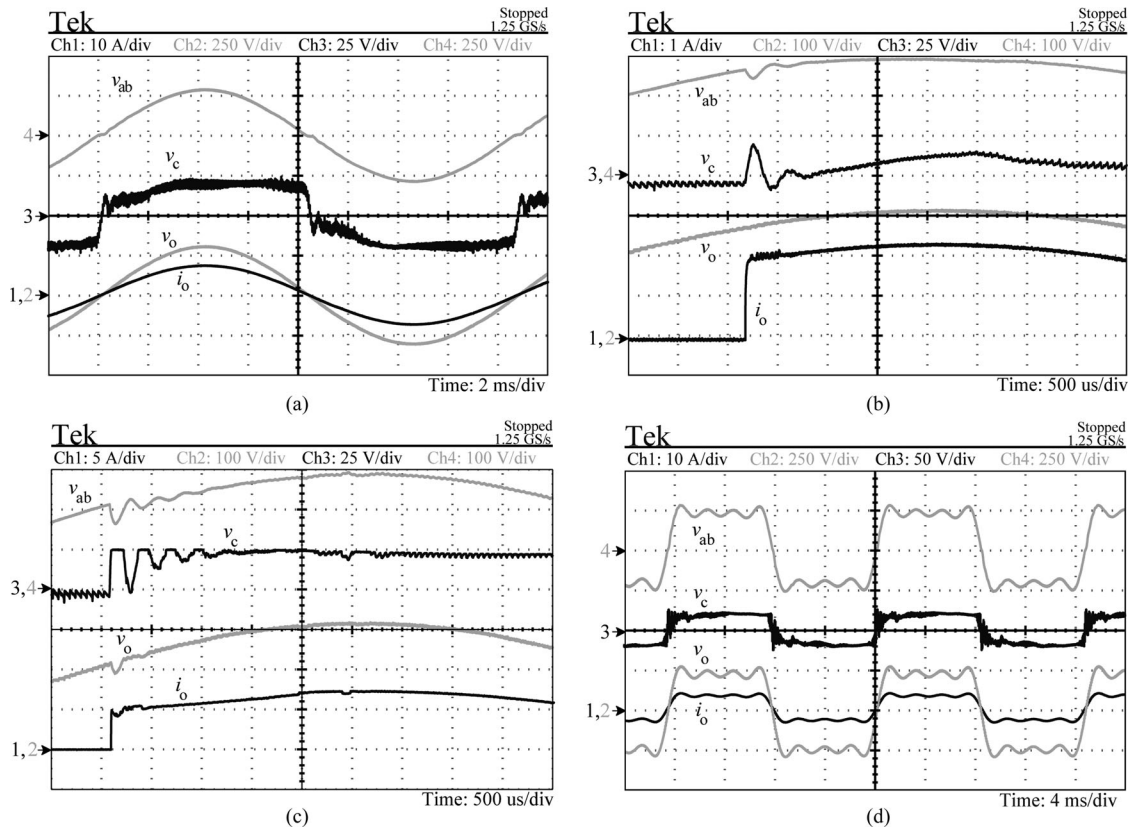 Tek
Stopped
1.25 GS/s
Ch1: 10 A/div Ch2: 250 V/div Ch3: 25 V/div Ch4: 250 V/div
vab
4
vc
3
vo
io
1,2
Time: 2 ms/div
(a)
Tek
Stopped
1.25 GS/s
Ch1: 1 A/div Ch2: 100 V/div Ch3: 25 V/div Ch4: 100 V/div
vab
vc
3,4
vo
io
1,2
Time: 500 us/div
(b)
Tek
Stopped
1.25 GS/s
Ch1: 5 A/div Ch2: 100 V/div Ch3: 25 V/div Ch4: 100 V/div
vab
vc
3,4
vo
io
1,2
Time: 500 us/div
(c)
Tek
Stopped
1.25 GS/s
Ch1: 10 A/div Ch2: 250 V/div Ch3: 50 V/div Ch4: 250 V/div
vab
4
vc
3
vo
1,2
io
Time: 4 ms/div
(d)